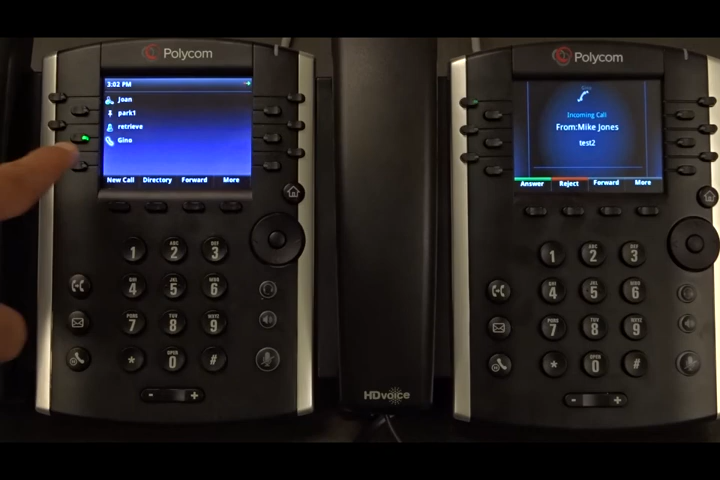 Polycom
3:02 PM
Joan
park1
retrieve
Gino
New Call Directory Forward More
1 2 ABC 3 DEF
4 GHI 5 JKL 6 MNO
7 PQRS 8 TUV 9 WXYZ
* 0 OPER #
- +
HDvoice
Polycom
Incoming Call
From:Mike Jones
test2
Answer Reject Forward More
1 2 ABC 3 DEF
4 GHI 5 JKL 6 MNO
7 PQRS 8 TUV 9 WXYZ
* 0 OPER #
- +